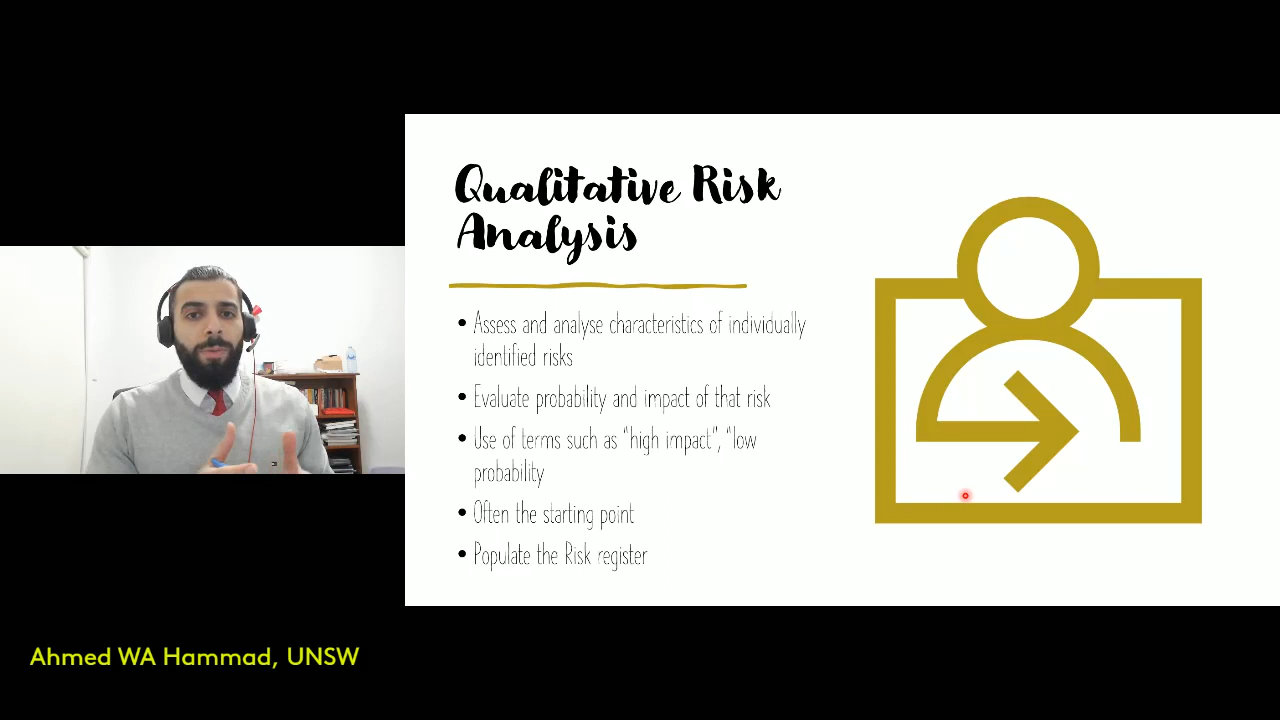 Qualitative Risk
Analysis
• Assess and analyse characteristics of individually
identified risks
• Evaluate probability and impact of that risk
• Use of terms such as “high impact”, “low
probability
• Often the starting point
• Populate the Risk register
Ahmed WA Hammad, UNSW